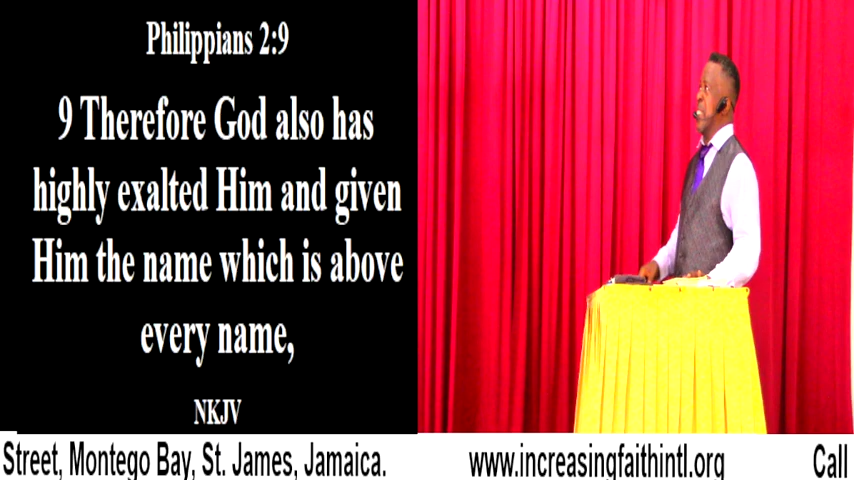 Philippians 2:9
9 Therefore God also has
highly exalted Him and given
Him the name which is above
every name,
NKJV
Street, Montego Bay, St. James, Jamaica. www.increasingfaithintl.org Call